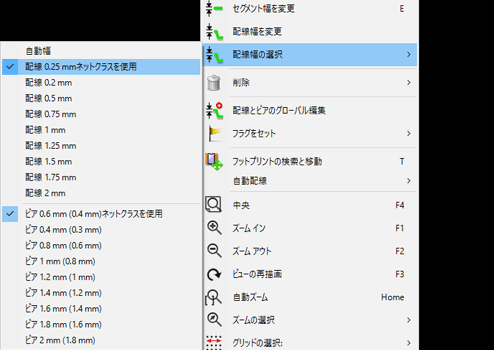 自動幅
配線 0.25 mmネットクラスを使用
配線 0.2 mm
配線 0.5 mm
配線 0.75 mm
配線 1 mm
配線 1.25 mm
配線 1.5 mm
配線 1.75 mm
配線 2 mm
ビア 0.6 mm (0.4 mm)ネットクラスを使用
ビア 0.4 mm (0.3 mm)
ビア 0.8 mm (0.6 mm)
ビア 1 mm (0.8 mm)
ビア 1.2 mm (1 mm)
ビア 1.4 mm (1.2 mm)
ビア 1.6 mm (1.4 mm)
ビア 1.8 mm (1.6 mm)
ビア 2 mm (1.8 mm)
セグメント幅を変更 E
配線幅を変更
配線幅の選択
削除
配線とビアのグローバル編集
フラグをセット
フットプリントの検索と移動 T
自動配線
中央 F4
ズーム イン F1
ズーム アウト F2
ビューの再描画 F3
自動ズーム Home
ズームの選択
グリッドの選択: